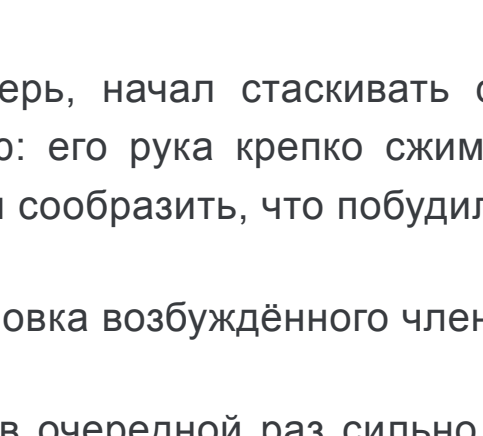 ерь, начал стаскивать
: его рука крепко сжим
сообразить, что побудил
овка возбуждённого член
в очередной раз сильно